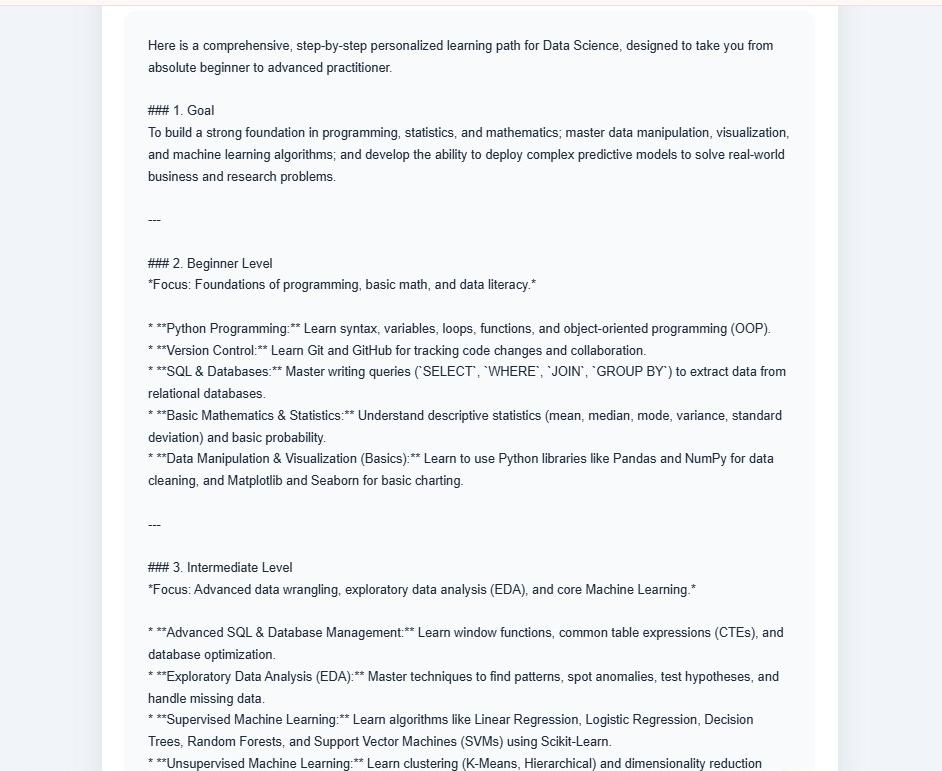 Here is a comprehensive, step-by-step personalized learning path for Data Science, designed to take you from
absolute beginner to advanced practitioner.
### 1. Goal
To build a strong foundation in programming, statistics, and mathematics; master data manipulation, visualization,
and machine learning algorithms; and develop the ability to deploy complex predictive models to solve real-world
business and research problems.
---
### 2. Beginner Level
*Focus: Foundations of programming, basic math, and data literacy.*
* **Python Programming:** Learn syntax, variables, loops, functions, and object-oriented programming (OOP).
* **Version Control:** Learn Git and GitHub for tracking code changes and collaboration.
* **SQL & Databases:** Master writing queries (`SELECT`, `WHERE`, `JOIN`, `GROUP BY`) to extract data from
relational databases.
* **Basic Mathematics & Statistics:** Understand descriptive statistics (mean, median, mode, variance, standard
deviation) and basic probability.
* **Data Manipulation & Visualization (Basics):** Learn to use Python libraries like Pandas and NumPy for data
cleaning, and Matplotlib and Seaborn for basic charting.
---
### 3. Intermediate Level
*Focus: Advanced data wrangling, exploratory data analysis (EDA), and core Machine Learning.*
* **Advanced SQL & Database Management:** Learn window functions, common table expressions (CTEs), and
database optimization.
* **Exploratory Data Analysis (EDA):** Master techniques to find patterns, spot anomalies, test hypotheses, and
handle missing data.
* **Supervised Machine Learning:** Learn algorithms like Linear Regression, Logistic Regression, Decision
Trees, Random Forests, and Support Vector Machines (SVMs) using Scikit-Learn.
* **Unsupervised Machine Learning:** Learn clustering (K-Means, Hierarchical) and dimensionality reduction